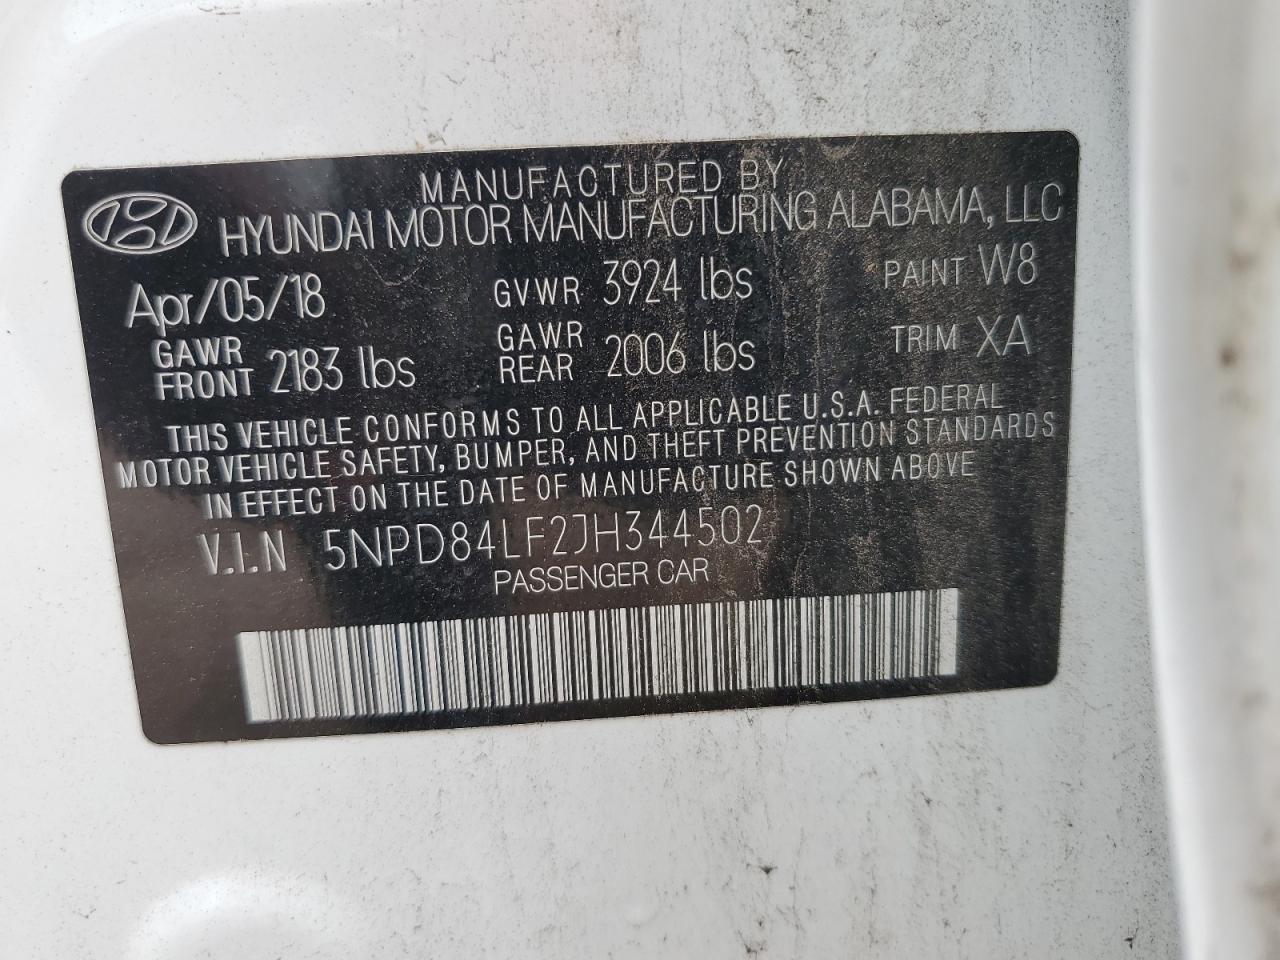 MANUFACTURED BY
HYUNDAI MOTOR MANUFACTURING ALABAMA, LLC
Apr/05/18 GVWR 3924 lbs PAINT W8
GAWR FRONT 2183 lbs GAWR REAR 2006 lbs TRIM XA
THIS VEHICLE CONFORMS TO ALL APPLICABLE U.S.A. FEDERAL
MOTOR VEHICLE SAFETY, BUMPER, AND THEFT PREVENTION STANDARDS
IN EFFECT ON THE DATE OF MANUFACTURE SHOWN ABOVE
V.I.N 5NPD84LF2JH344502
PASSENGER CAR